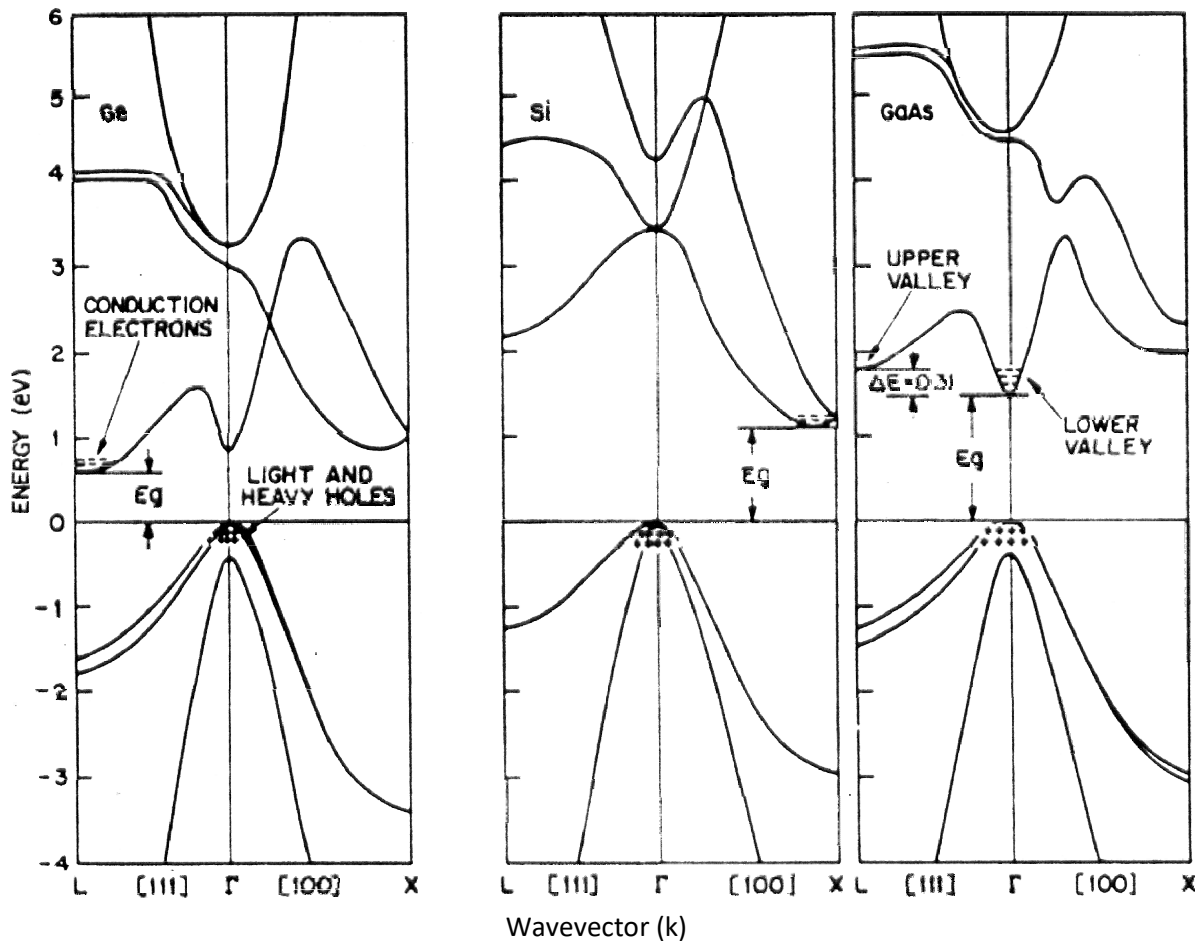 ENERGY (eV)
6
5
4
3
2
1
0
-1
-2
-3
-4
Ge
CONDUCTION
ELECTRONS
Eg
LIGHT AND
HEAVY HOLES
L [111] Γ [100] X
Si
Eg
L [111] Γ [100] X
GaAs
UPPER
VALLEY
ΔE = 0.31
LOWER
VALLEY
Eg
L [111] Γ [100] X
Wavevector (k)